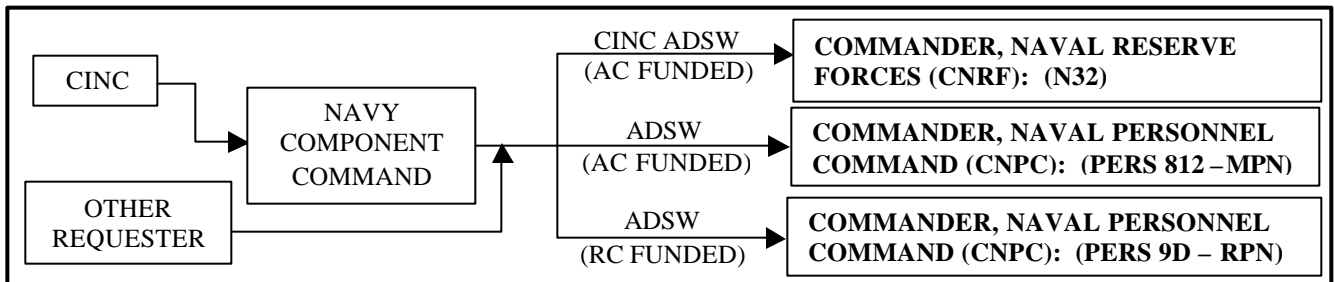 CINC
OTHER
REQUESTER
NAVY
COMPONENT
COMMAND
CINC ADSW
(AC FUNDED)
ADSW
(AC FUNDED)
ADSW
(RC FUNDED)
COMMANDER, NAVAL RESERVE
FORCES (CNRF): (N32)
COMMANDER, NAVAL PERSONNEL
COMMAND (CNPC): (PERS 812 – MPN)
COMMANDER, NAVAL PERSONNEL
COMMAND (CNPC): (PERS 9D – RPN)